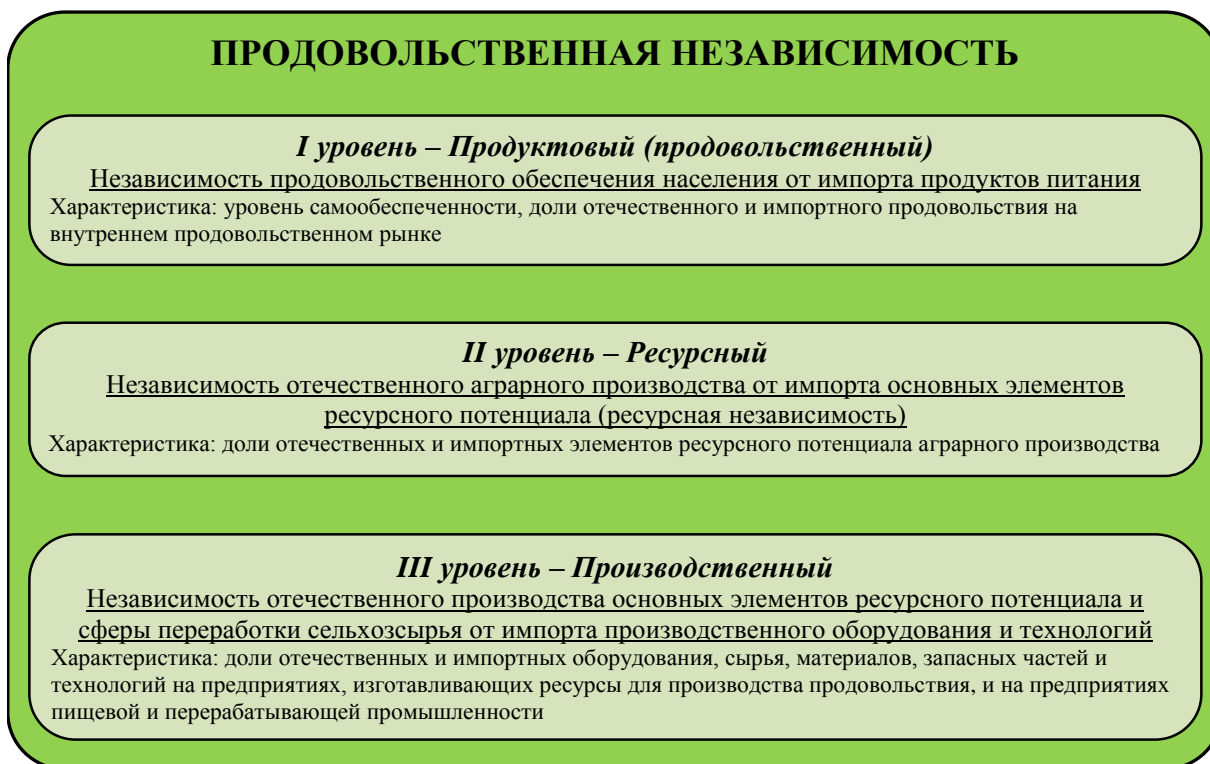 ПРОДОВОЛЬСТВЕННАЯ НЕЗАВИСИМОСТЬ
I уровень – Продуктовый (продовольственный)
Независимость продовольственного обеспечения населения от импорта продуктов питания
Характеристика: уровень самообеспеченности, доли отечественного и импортного продовольствия на
внутреннем продовольственном рынке
II уровень – Ресурсный
Независимость отечественного аграрного производства от импорта основных элементов
ресурсного потенциала (ресурсная независимость)
Характеристика: доли отечественных и импортных элементов ресурсного потенциала аграрного производства
III уровень – Производственный
Независимость отечественного производства основных элементов ресурсного потенциала и
сферы переработки сельхозсырья от импорта производственного оборудования и технологий
Характеристика: доли отечественных и импортных оборудования, сырья, материалов, запасных частей и
технологий на предприятиях, изготавливающих ресурсы для производства продовольствия, и на предприятиях
пищевой и перерабатывающей промышленности